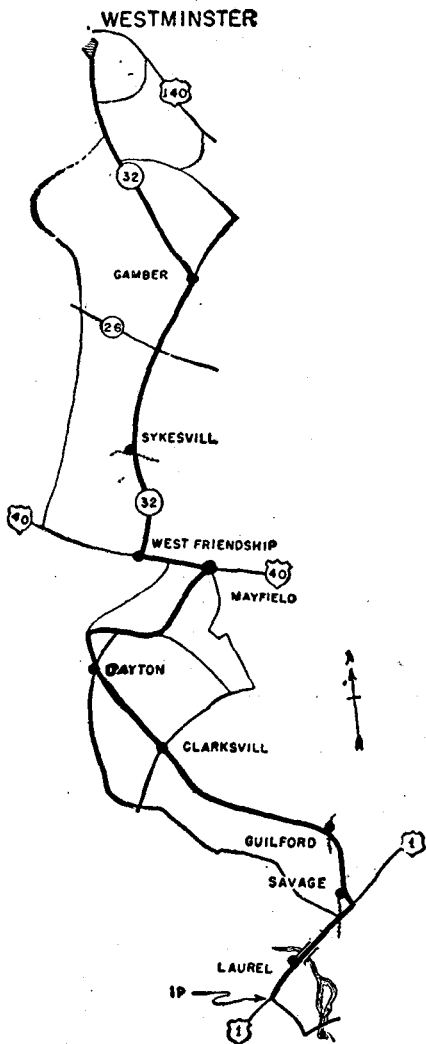 WESTMINSTER
140
32
GAMBER
26
SYKESVILL
32
40
WEST FRIENDSHIP
40
MAYFIELD
DAYTON
CLARKSVILL
GUILFORD
1
SAVAGE
LAUREL
IP
1